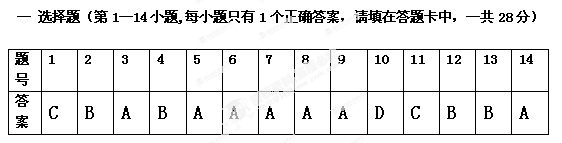 一 选择题（第 1—14 小题,每小题只有 1 个正确答案，请填在答题卡中，一共 28 分）
题号 1 2 3 4 5 6 7 8 9 10 11 12 13 14
答案 C B A B A A A A A D C B B A